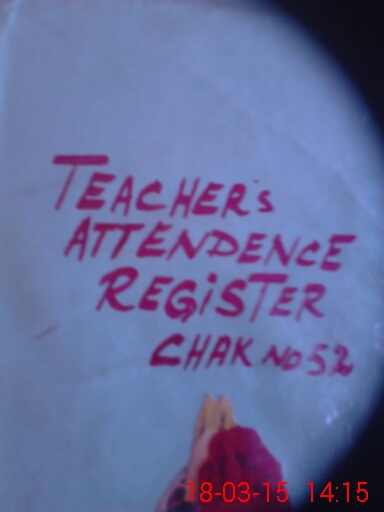 TEACHER's
ATTENDENCE
REGiSTER
CHAK NO 52
18-03-15 14:15